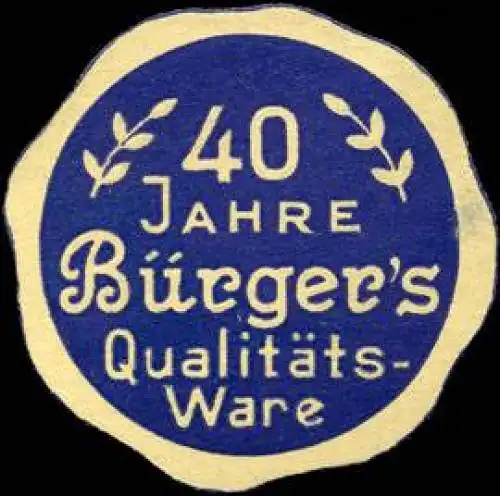 40
JAHRE
Bürger's
Qualitäts-
Ware